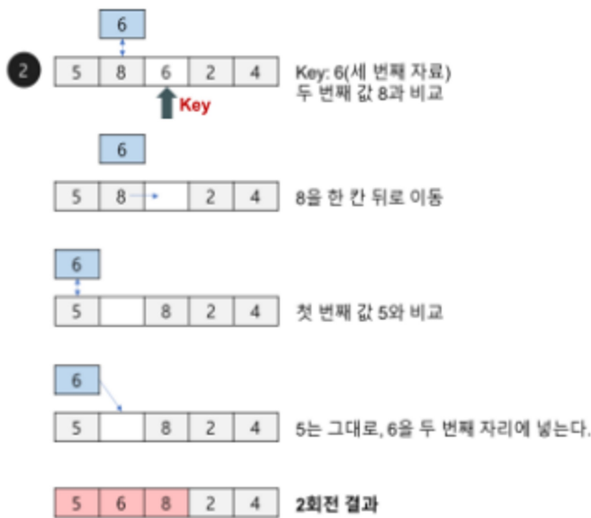 6
2
5 8 6 2 4
Key: 6(세 번째 자료)
두 번째 값 8과 비교
Key
6
5 8 2 4
8을 한 칸 뒤로 이동
6
5 8 2 4
첫 번째 값 5와 비교
6
5 8 2 4
5는 그대로, 6을 두 번째 자리에 넣는다.
5 6 8 2 4
2회전 결과